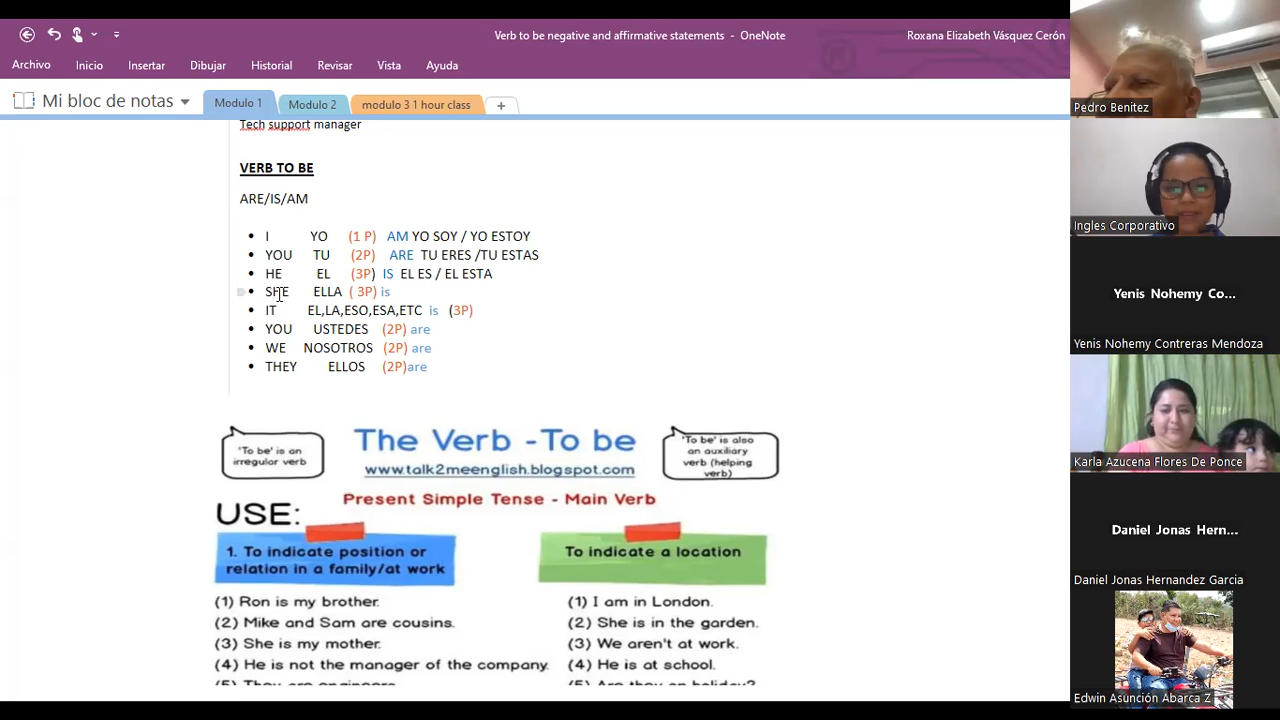 Verb to be negative and affirmative statements - OneNote
Roxana Elizabeth Vásquez Cerón
Archivo Inicio Insertar Dibujar Historial Revisar Vista Ayuda
Mi bloc de notas Modulo 1 Modulo 2 modulo 3 1 hour class +
Tech support manager
VERB TO BE
ARE/IS/AM
• I YO (1 P) AM YO SOY / YO ESTOY
• YOU TU (2P) ARE TU ERES /TU ESTAS
• HE EL (3P) IS EL ES / EL ESTA
• SHE ELLA ( 3P) is
• IT EL,LA,ESO,ESA,ETC is (3P)
• YOU USTEDES (2P) are
• WE NOSOTROS (2P) are
• THEY ELLOS (2P)are
'To be' is an
irregular verb
The Verb -To be
www.talk2meenglish.blogspot.com
'To be' is also
an auxiliary
verb (helping
verb)
Present Simple Tense - Main Verb
USE:
1. To indicate position or
relation in a family/at work
(1) Ron is my brother.
(2) Mike and Sam are cousins.
(3) She is my mother.
(4) He is not the manager of the company.
(5) They are engineers
To indicate a location
(1) I am in London.
(2) She is in the garden.
(3) We aren't at work.
(4) He is at school.
(5) Are they on holiday?
Pedro Benitez
Ingles Corporativo
Yenis Nohemy Co...
Yenis Nohemy Contreras Mendoza
Karla Azucena Flores De Ponce
Daniel Jonas Hern...
Daniel Jonas Hernandez Garcia
Edwin Asunción Abarca Z